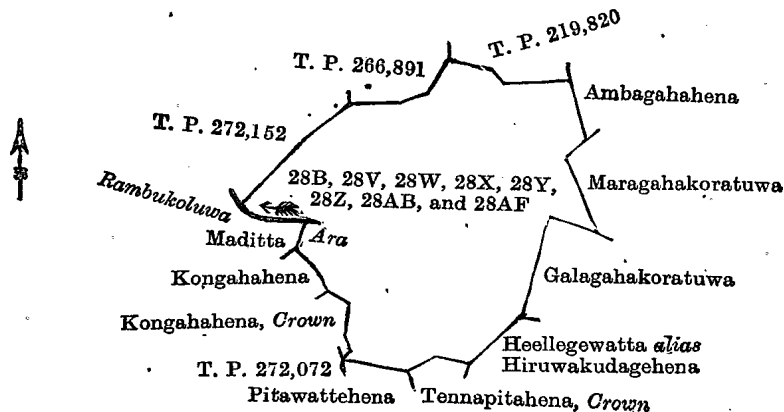 T. P. 219,820
T. P. 266,891
Ambagahahena
T. P. 272,152
28B, 28V, 28W, 28X, 28Y,
28Z, 28AB, and 28AF
Maragahakoratuwa
Rambukoluwa
Maditta
Ara
Kongahahena
Galagahakoratuwa
Kongahahena, Crown
Heellegewatta alias
Hiruwakudagehena
T. P. 272,072
Pitawattehena
Tennapitahena, Crown